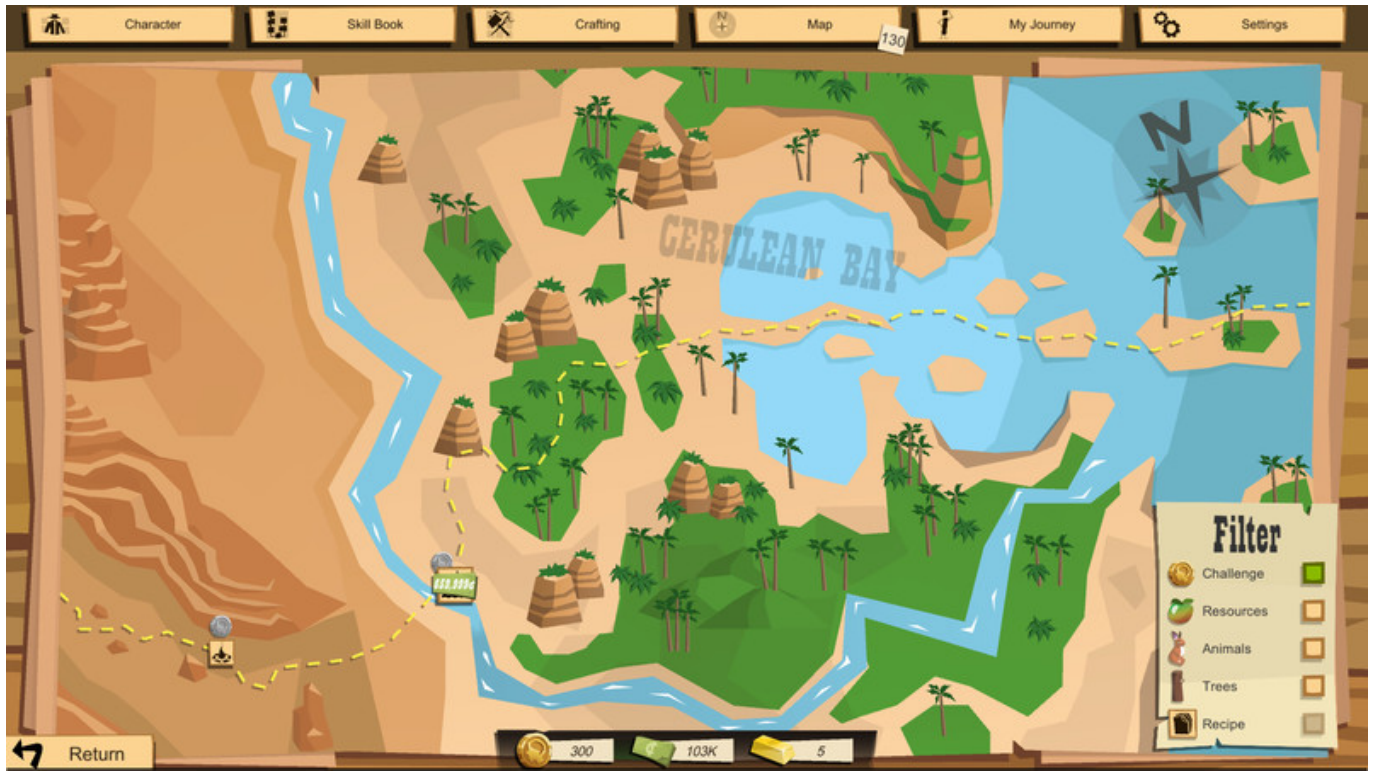 Character
Skill Book
Crafting
Map
130
My Journey
Settings
N
CERULEAN BAY
Filter
Challenge
Resources
Animals
Trees
Recipe
Return
300
103K
5